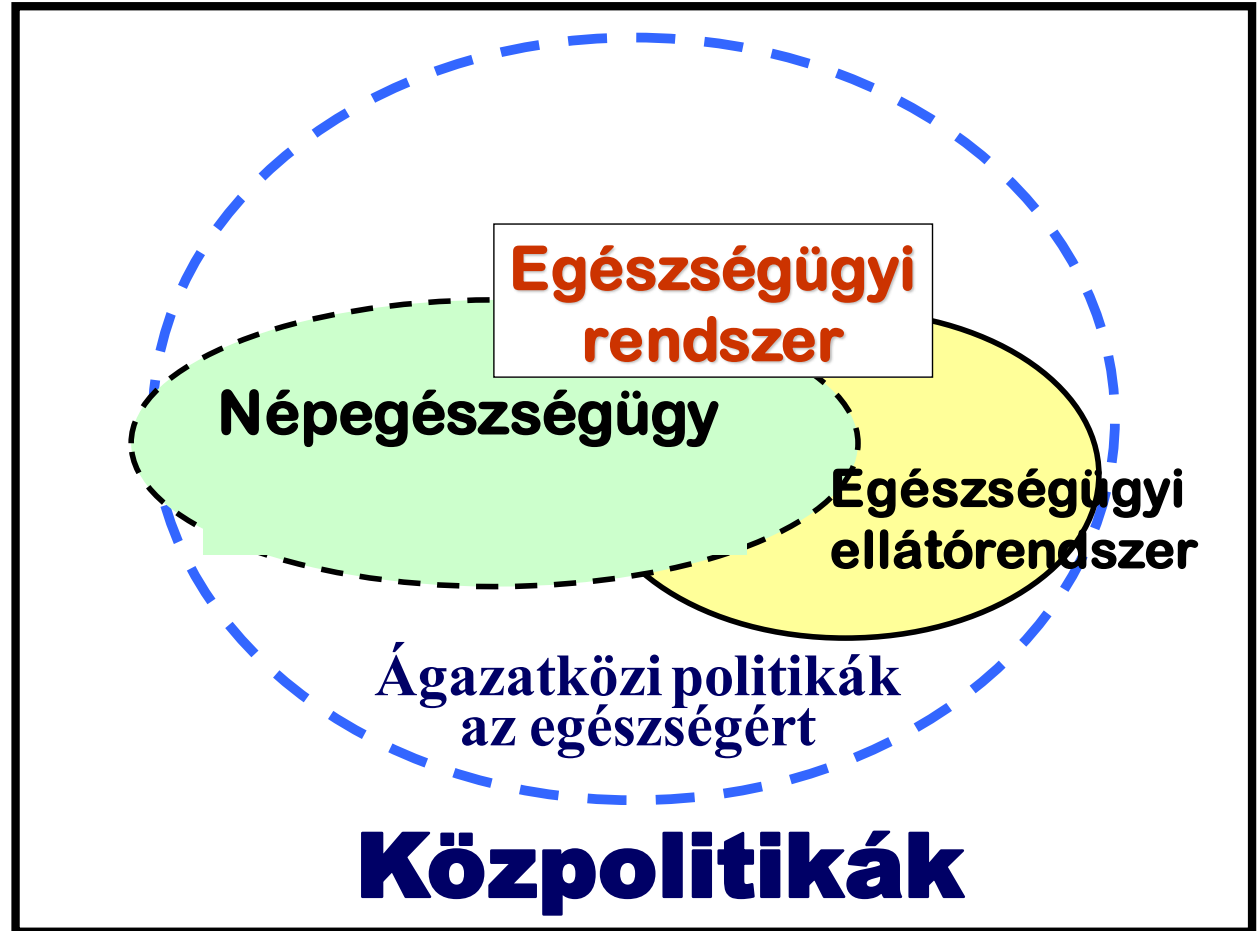 Egészségügyi
rendszer
Népegészségügy
Egészségügyi
ellátórendszer
Ágazatközi politikák
az egészségért
Közpolitikák